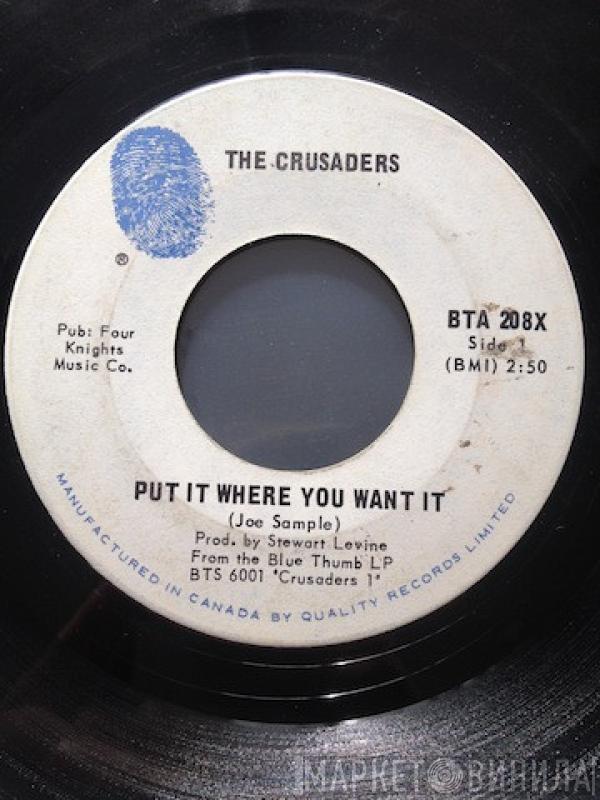 THE CRUSADERS
®
Pub: Four
Knights
Music Co.
BTA 208X
Side 1
(BMI) 2:50
PUT IT WHERE YOU WANT IT
(Joe Sample)
Prod. by Stewart Levine
From the Blue Thumb LP
BTS 6001 "Crusaders 1"
MANUFACTURED IN CANADA BY QUALITY RECORDS LIMITED
МАРКЕТ ВИНИЛА